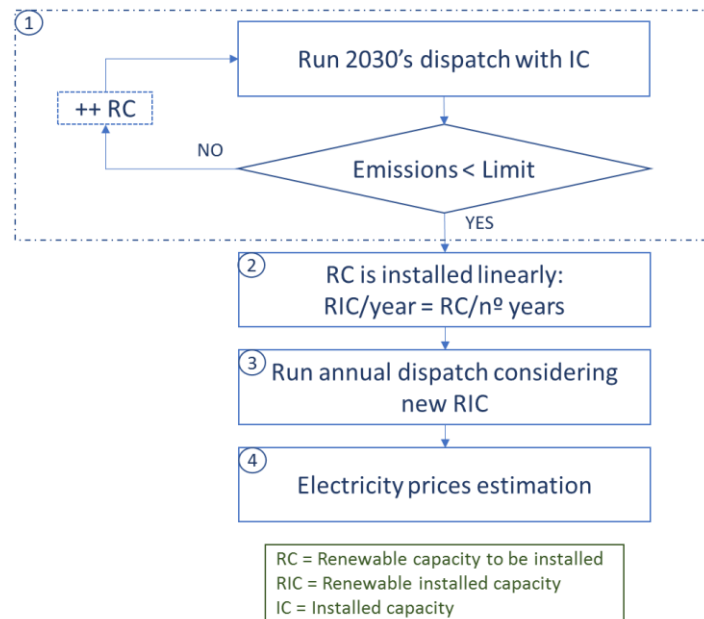 1
Run 2030's dispatch with IC
++ RC
NO
Emissions < Limit
YES
2
RC is installed linearly:
RIC/year = RC/nº years
3
Run annual dispatch considering
new RIC
4
Electricity prices estimation
RC = Renewable capacity to be installed
RIC = Renewable installed capacity
IC = Installed capacity